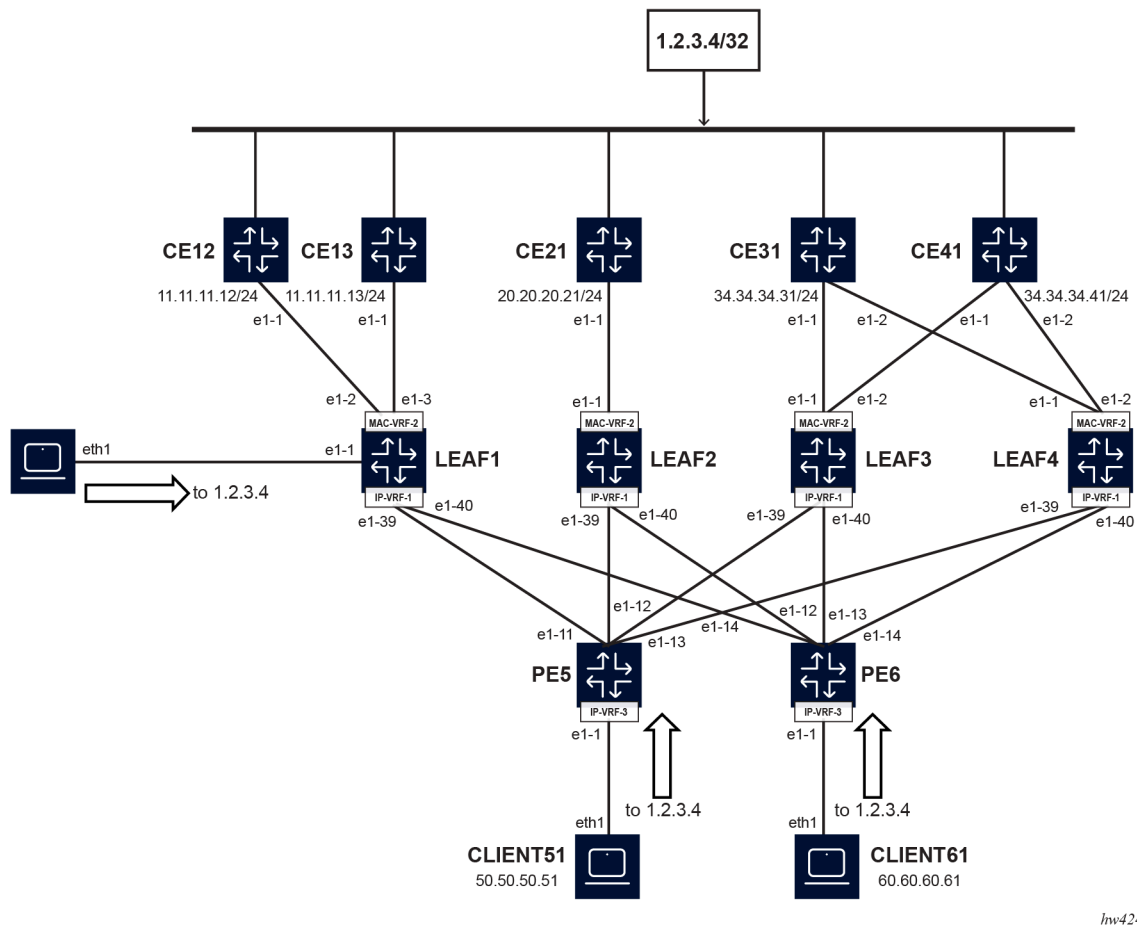 1.2.3.4/32
CE12
CE13
CE21
CE31
CE41
11.11.11.12/24
11.11.11.13/24
20.20.20.21/24
34.34.34.31/24
34.34.34.41/24
e1-1
e1-1
e1-1
e1-1
e1-2
e1-1
e1-2
e1-2
e1-3
e1-1
e1-1
e1-2
e1-1
e1-2
MAC-VRF-2
MAC-VRF-2
MAC-VRF-2
MAC-VRF-2
eth1
e1-1
LEAF1
LEAF2
LEAF3
LEAF4
to 1.2.3.4
IP-VRF-1
IP-VRF-1
IP-VRF-1
IP-VRF-1
e1-39
e1-40
e1-39
e1-40
e1-39
e1-40
e1-39
e1-40
e1-12
e1-12
e1-13
e1-11
e1-13
e1-14
e1-14
PE5
PE6
IP-VRF-3
IP-VRF-3
e1-1
e1-1
to 1.2.3.4
to 1.2.3.4
eth1
eth1
CLIENT51
50.50.50.51
CLIENT61
60.60.60.61